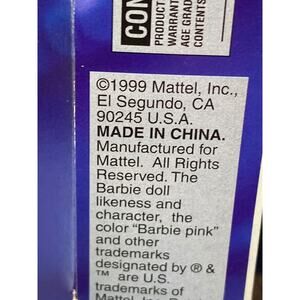 CON
PRODUCT
WARRANT
AGE GRAD
CONTENTS
©1999 Mattel, Inc.,
El Segundo, CA
90245 U.S.A.
MADE IN CHINA.
Manufactured for
Mattel. All Rights
Reserved. The
Barbie doll
likeness and
character, the
color “Barbie pink”
and other
trademarks
designated by ® &
™ are U.S.
trademarks of
Mattel, Inc.